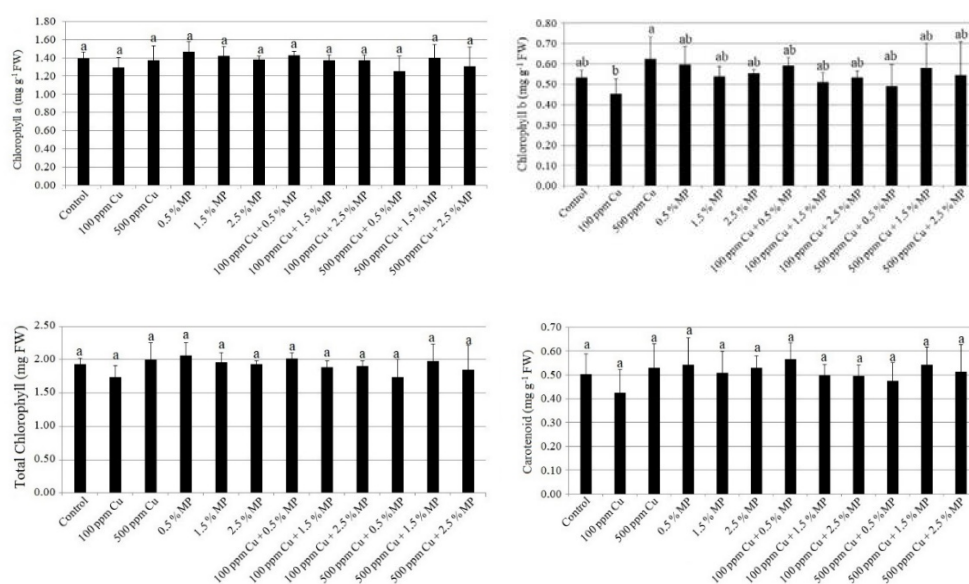 Chlorophyll a (mg g⁻¹ FW)
1.80
1.60
1.40
1.20
1.00
0.80
0.60
0.40
0.20
0.00
a a a a a a a a a a a a
Control
100 ppm Cu
500 ppm Cu
0.5 % MP
1.5 % MP
2.5 % MP
100 ppm Cu + 0.5 % MP
100 ppm Cu + 1.5 % MP
100 ppm Cu + 2.5 % MP
500 ppm Cu + 0.5 % MP
500 ppm Cu + 1.5 % MP
500 ppm Cu + 2.5 % MP
Chlorophyll b (mg g⁻¹ FW)
0.80
0.70
0.60
0.50
0.40
0.30
0.20
0.10
0.00
ab b a ab ab ab ab ab ab ab ab ab
Control
100 ppm Cu
500 ppm Cu
0.5 % MP
1.5 % MP
2.5 % MP
100 ppm Cu + 0.5 % MP
100 ppm Cu + 1.5 % MP
100 ppm Cu + 2.5 % MP
500 ppm Cu + 0.5 % MP
500 ppm Cu + 1.5 % MP
500 ppm Cu + 2.5 % MP
Total Chlorophyll (mg FW)
2.50
2.00
1.50
1.00
0.50
0.00
a a a a a a a a a a a a
Control
100 ppm Cu
500 ppm Cu
0.5 % MP
1.5 % MP
2.5 % MP
100 ppm Cu + 0.5 % MP
100 ppm Cu + 1.5 % MP
100 ppm Cu + 2.5 % MP
500 ppm Cu + 0.5 % MP
500 ppm Cu + 1.5 % MP
500 ppm Cu + 2.5 % MP
Carotenoid (mg g⁻¹ FW)
0.70
0.60
0.50
0.40
0.30
0.20
0.10
0.00
a a a a a a a a a a a a
Control
100 ppm Cu
500 ppm Cu
0.5 % MP
1.5 % MP
2.5 % MP
100 ppm Cu + 0.5 % MP
100 ppm Cu + 1.5 % MP
100 ppm Cu + 2.5 % MP
500 ppm Cu + 0.5 % MP
500 ppm Cu + 1.5 % MP
500 ppm Cu + 2.5 % MP